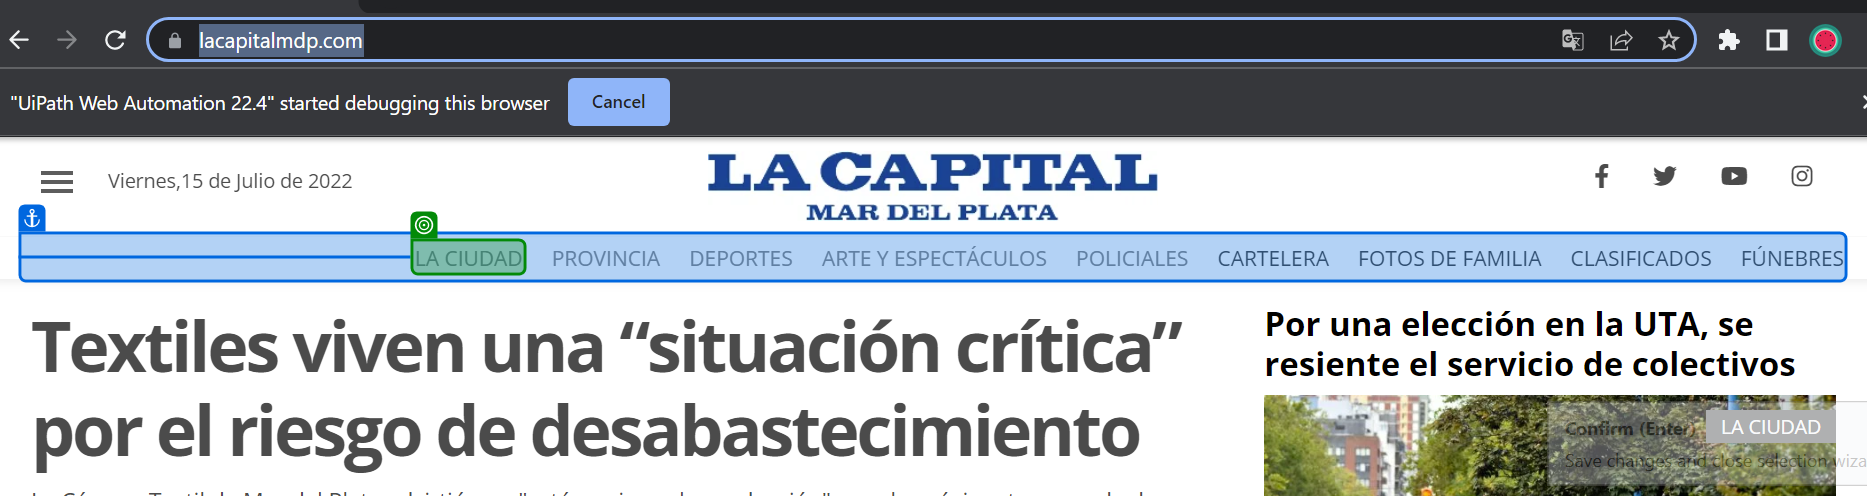 lacapitalmdp.com
"UiPath Web Automation 22.4" started debugging this browser Cancel
Viernes,15 de Julio de 2022
LA CAPITAL
MAR DEL PLATA
LA CIUDAD PROVINCIA DEPORTES ARTE Y ESPECTÁCULOS POLICIALES CARTELERA FOTOS DE FAMILIA CLASIFICADOS FÚNEBRES
Textiles viven una “situación crítica”
por el riesgo de desabastecimiento
Por una elección en la UTA, se
resiente el servicio de colectivos
Confirm (Enter) LA CIUDAD
Save changes and close selection wiza